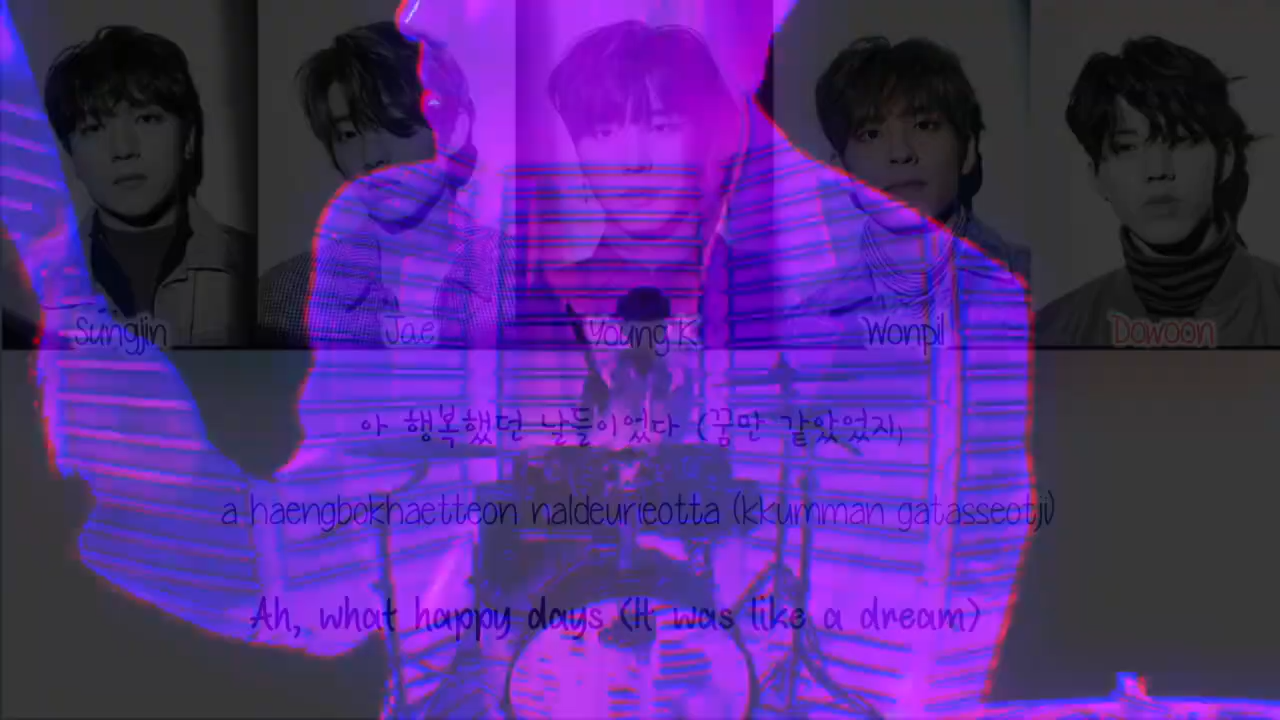 Sungjin Jae Young K Wonpil Dowoon
아 행복했던 날들이었다 (꿈만 같았었지)
a haengbokhaetteon naldeurieotta (kkumman gatasseotji)
Ah, what happy days (It was like a dream)